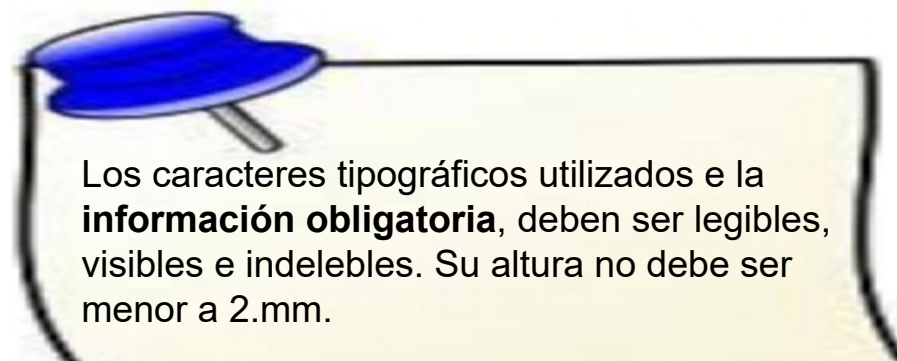 Los caracteres tipográficos utilizados e la
información obligatoria, deben ser legibles,
visibles e indelebles. Su altura no debe ser
menor a 2.mm.